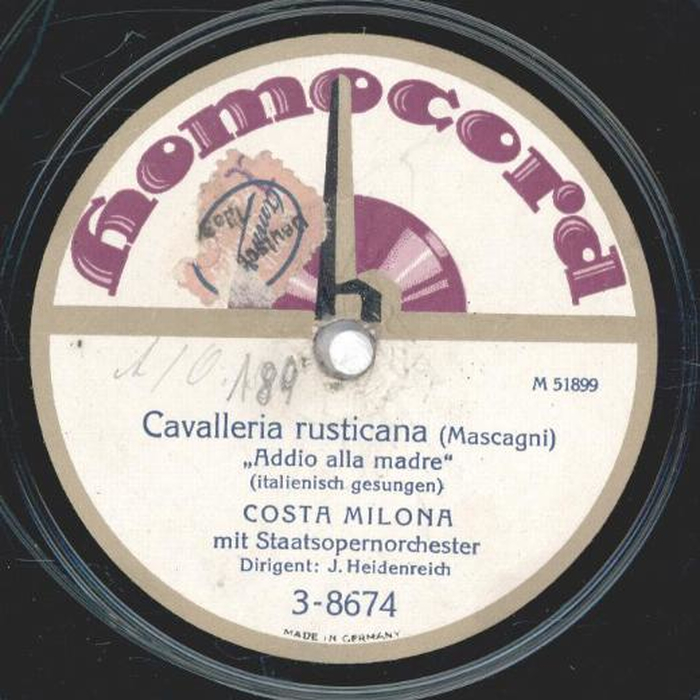 homocord
M 51899
Cavalleria rusticana (Mascagni)
„Addio alla madre“
(italienisch gesungen)
COSTA MILONA
mit Staatsopernorchester
Dirigent: J. Heidenreich
3-8674
MADE IN GERMANY